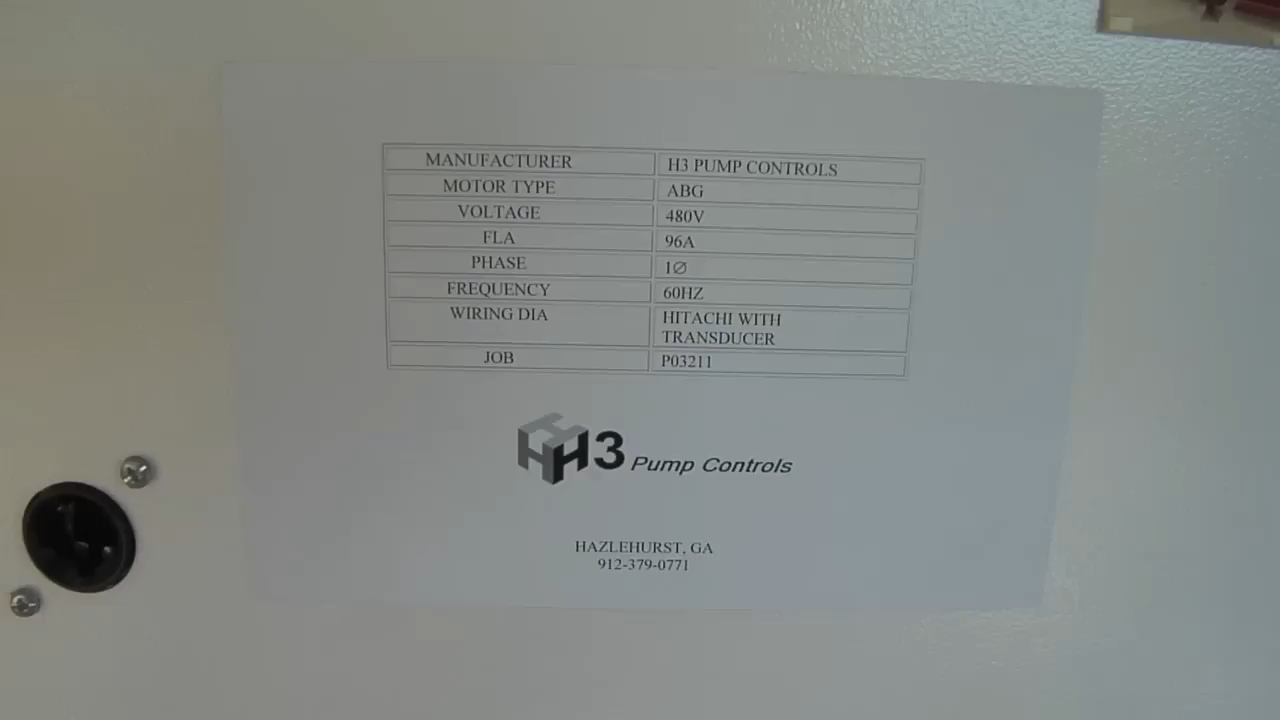 MANUFACTURER H3 PUMP CONTROLS
MOTOR TYPE ABG
VOLTAGE 480V
FLA 96A
PHASE 1∅
FREQUENCY 60HZ
WIRING DIA HITACHI WITH
TRANSDUCER
JOB P03211
H3 Pump Controls
HAZLEHURST, GA
912-379-0771